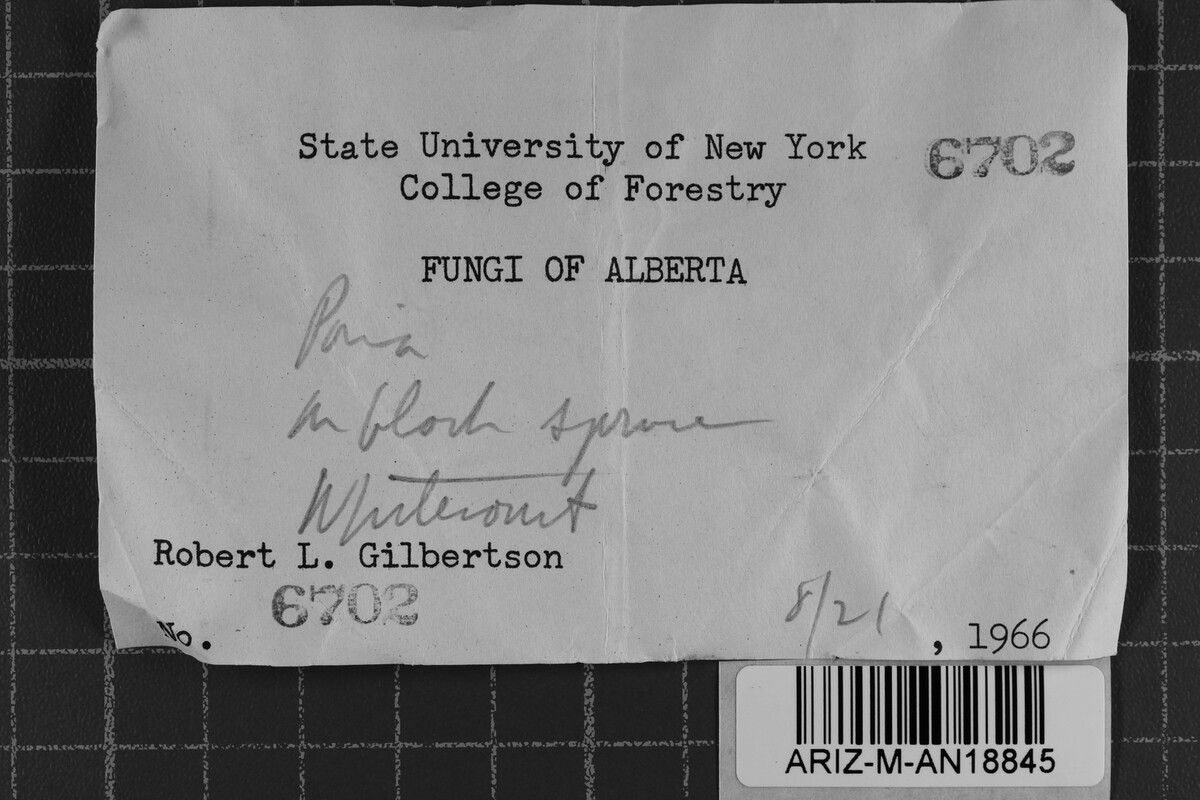 State University of New York
6702
College of Forestry
FUNGI OF ALBERTA
Poria
on black spruce
Whitecourt
Robert L. Gilbertson
No. 6702
8/21, 1966
ARIZ-M-AN18845